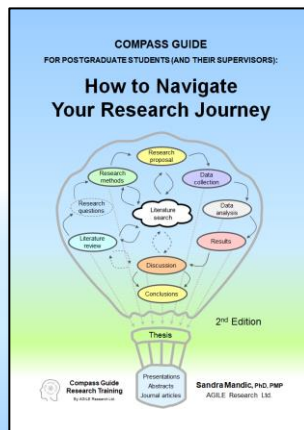 COMPASS GUIDE
FOR POSTGRADUATE STUDENTS (AND THEIR SUPERVISORS):
How to Navigate
Your Research Journey
Research
proposal
Research
methods
Data
collection
Research
questions
Literature
search
Data
analysis
Literature
review
Results
Discussion
Conclusions
2nd Edition
Thesis
Presentations
Abstracts
Journal articles
Compass Guide
Research Training
By AGILE Research Ltd.
Sandra Mandic, PhD, PMP
AGILE Research Ltd.